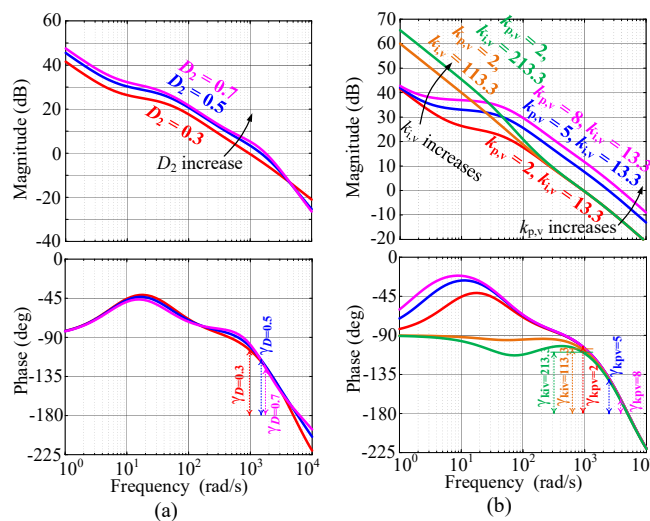 60
40
20
0
20
40
60
Magnitude (dB)
D2 = 0.7
D2 = 0.5
D2 = 0.3
D2 increase
0
-45
-90
-135
-180
-225
Phase (deg)
γD=0.3
γD=0.5
γD=0.7
10^0 10^1 10^2 10^3 10^4
Frequency (rad/s)
(a)
70
60
50
40
30
20
10
0
-10
-20
Magnitude (dB)
kp,v = 2,
ki,v = 213.3
kp,v = 2,
ki,v = 113.3
kp,v = 8, ki,v = 13.3
kp,v = 5, ki,v = 13.3
kp,v = 2, ki,v = 13.3
ki,v increases
kp,v increases
0
-45
-90
-135
-180
-225
Phase (deg)
γkiv=213.
γkiv=113.3
γkpv=2
γkpv=5
γkpv=8
10^0 10^1 10^2 10^3 10
Frequency (rad/s)
(b)